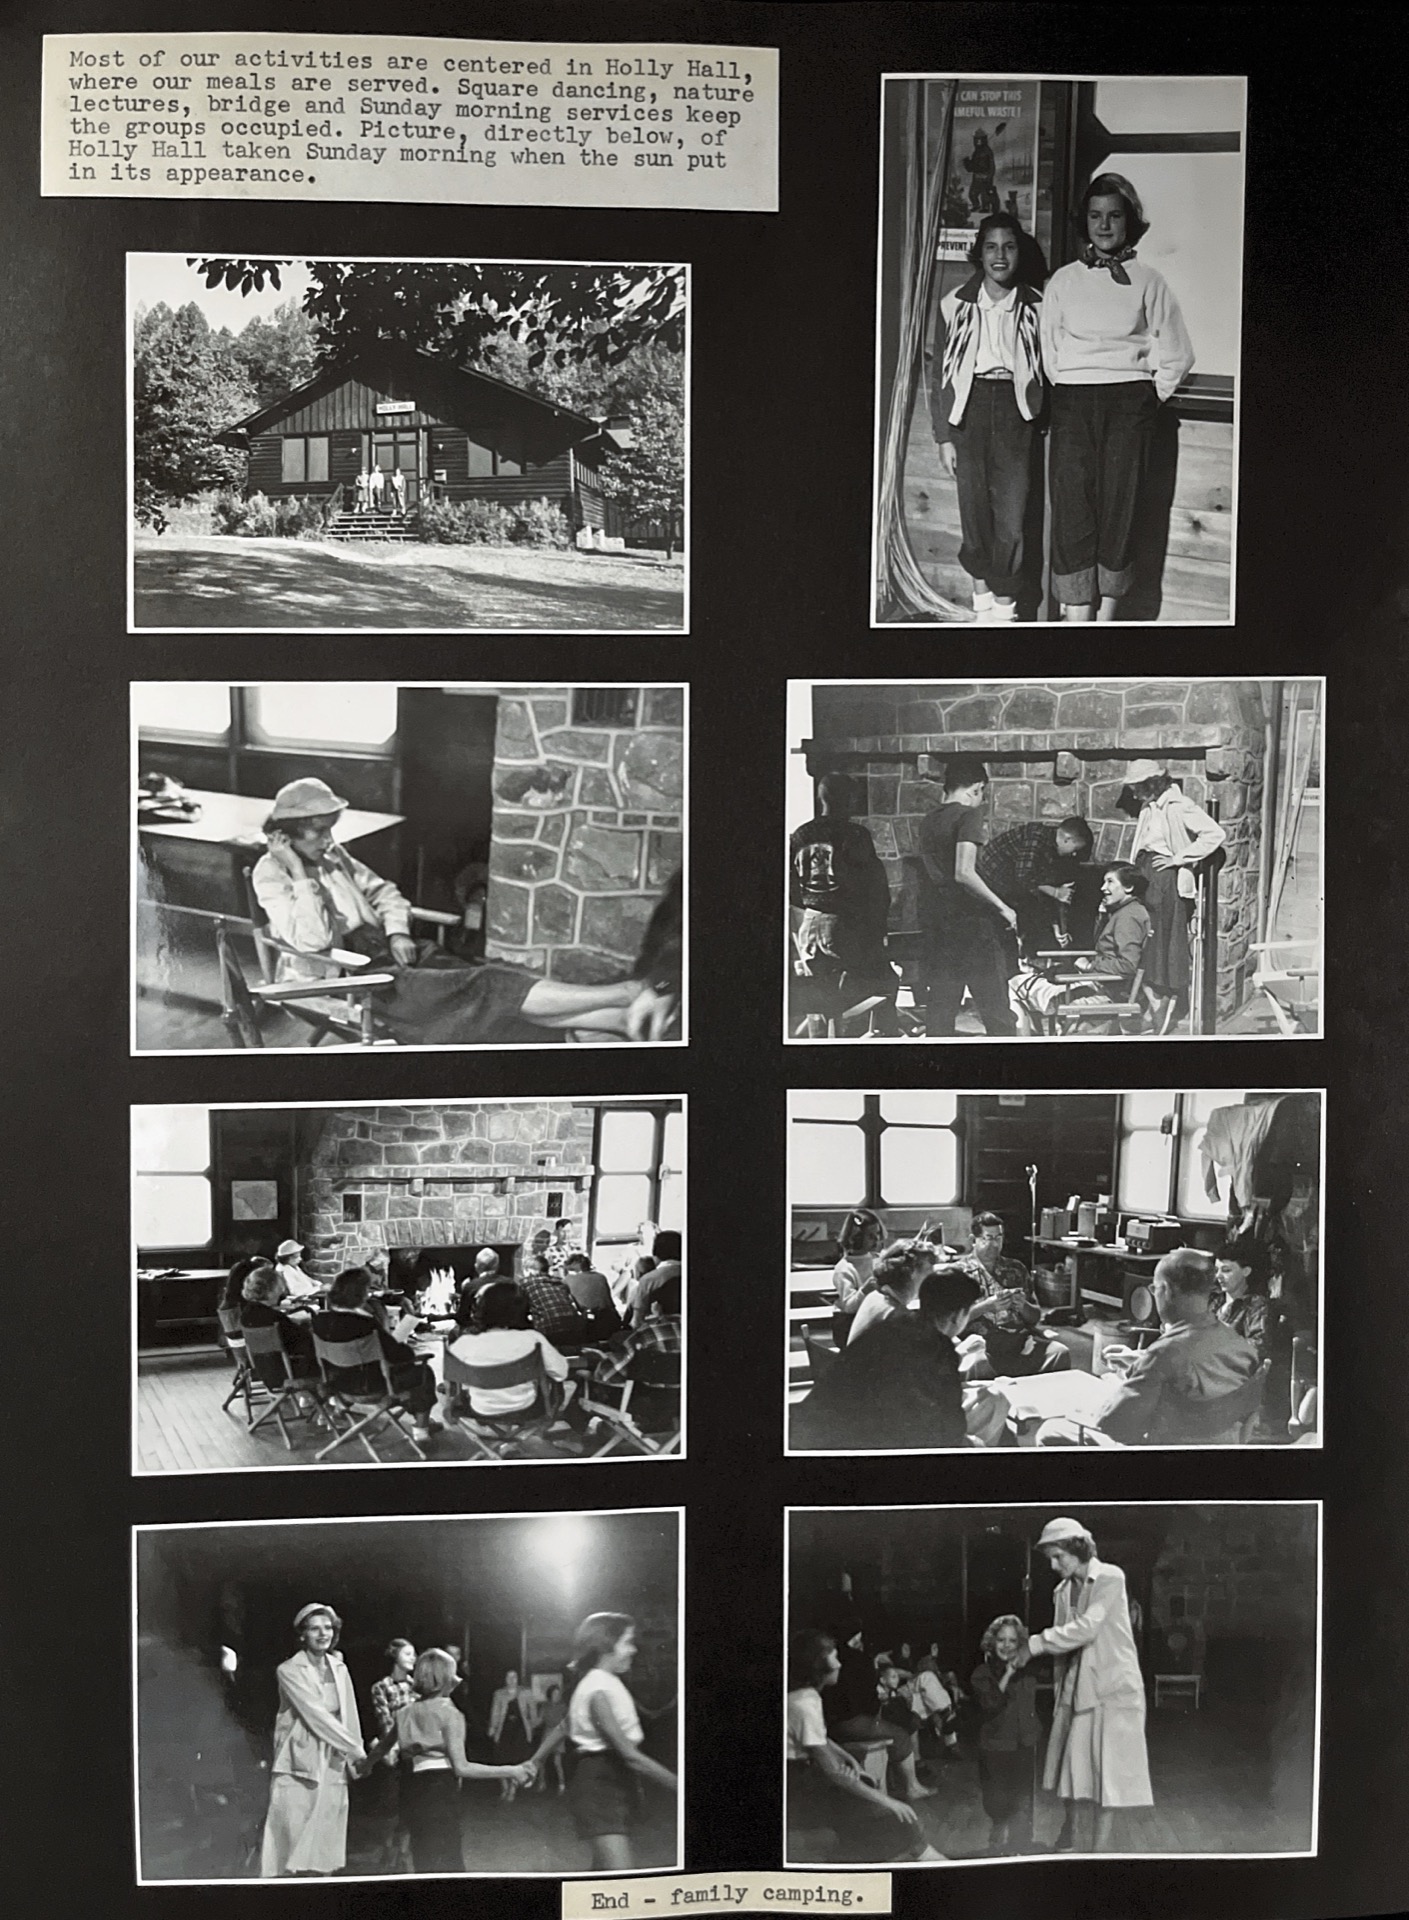 Most of our activities are centered in Holly Hall,
where our meals are served. Square dancing, nature
lectures, bridge and Sunday morning services keep
the groups occupied. Picture, directly below, of
Holly Hall taken Sunday morning when the sun put
in its appearance.
CAN STOP THIS
WASTE!
PREVENT
HOLLY HALL
End - family camping.